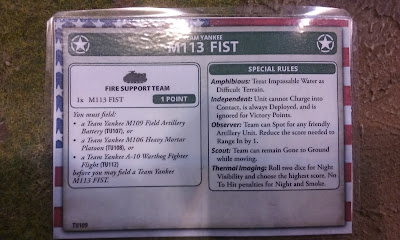 TEAM YANKEE
M113 FIST
FIRE SUPPORT TEAM
1x M113 FIST 1 POINT
You must field:
• a Team Yankee M109 Field Artillery
Battery (TU107), or
• a Team Yankee M106 Heavy Mortar
Platoon (TU108), or
• a Team Yankee A-10 Warthog Fighter
Flight (TU112)
before you may field a Team Yankee
M113 FIST.
TU109
SPECIAL RULES
Amphibious: Treat Impassable Water as
Difficult Terrain.
Independent: Unit cannot Charge into
Contact, is always Deployed, and is
ignored for Victory Points.
Observer: Team can Spot for any friendly
Artillery Unit. Reduce the score needed to
Range In by 1.
Scout: Team can remain Gone to Ground
while moving.
Thermal Imaging: Roll two dice for Night
Visibility and choose the highest score. No
To Hit penalties for Night and Smoke.